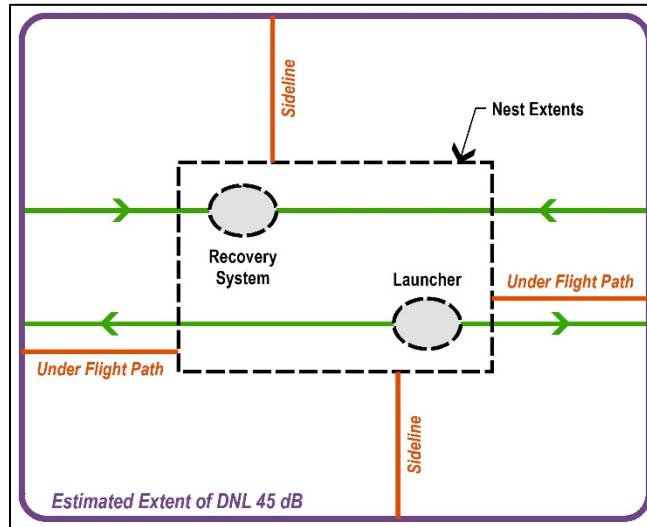 Sideline
Nest Extents
Recovery
System
Launcher
Under Flight Path
Under Flight Path
Sideline
Estimated Extent of DNL 45 dB